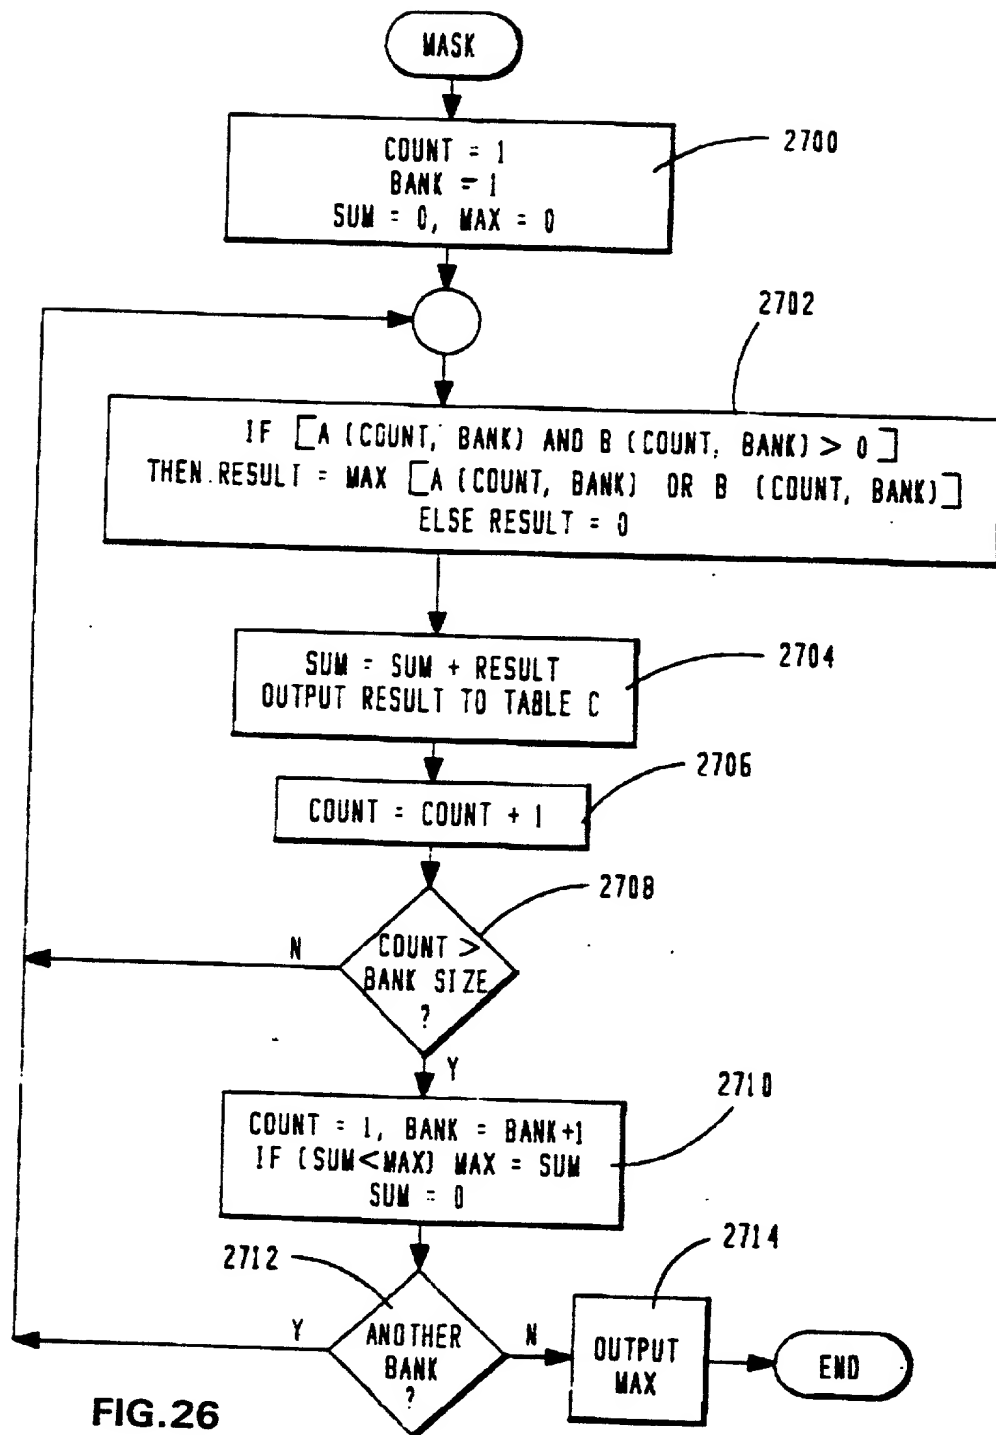 MASK
COUNT = 1
BANK = 1
SUM = 0, MAX = 0
2700
2702
IF [A (COUNT, BANK) AND B (COUNT, BANK) > 0]
THEN RESULT = MAX [A (COUNT, BANK) OR B (COUNT, BANK)]
ELSE RESULT = 0
SUM = SUM + RESULT
OUTPUT RESULT TO TABLE C
2704
2706
COUNT = COUNT + 1
2708
COUNT >
BANK SIZE
?
N
Y
2710
COUNT = 1, BANK = BANK+1
IF (SUM<MAX) MAX = SUM
SUM = 0
2712
2714
ANOTHER
BANK
?
Y
N
OUTPUT
MAX
END
FIG.26